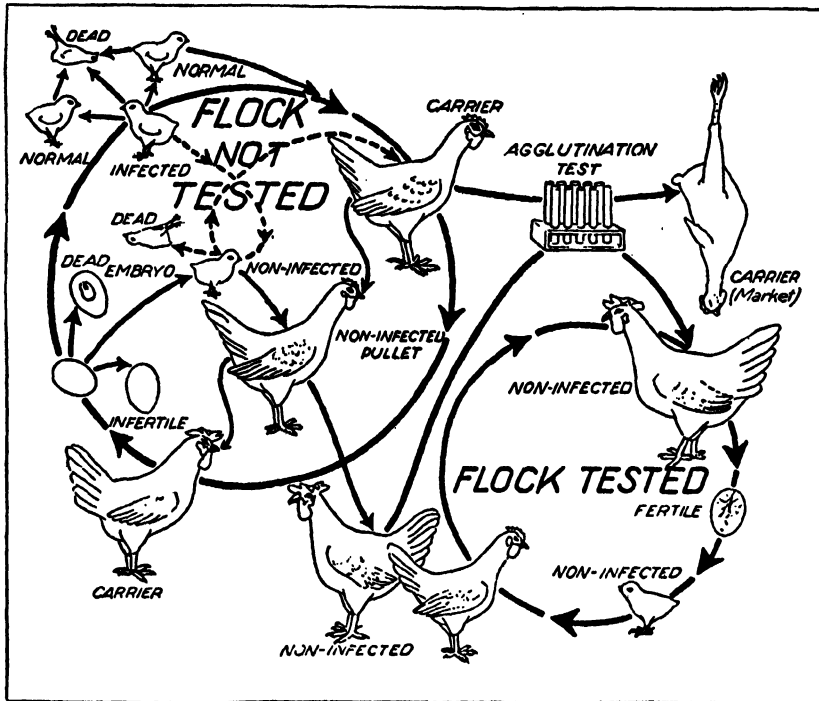 DEAD
NORMAL
NORMAL
INFECTED
FLOCK
NOT
TESTED
CARRIER
AGGLUTINATION
TEST
CARRIER
(Market)
DEAD
DEAD
EMBRYO
NON-INFECTED
NON-INFECTED
PULLET
INFERTILE
CARRIER
NON-INFECTED
NON-INFECTED
FLOCK TESTED
FERTILE
NON-INFECTED